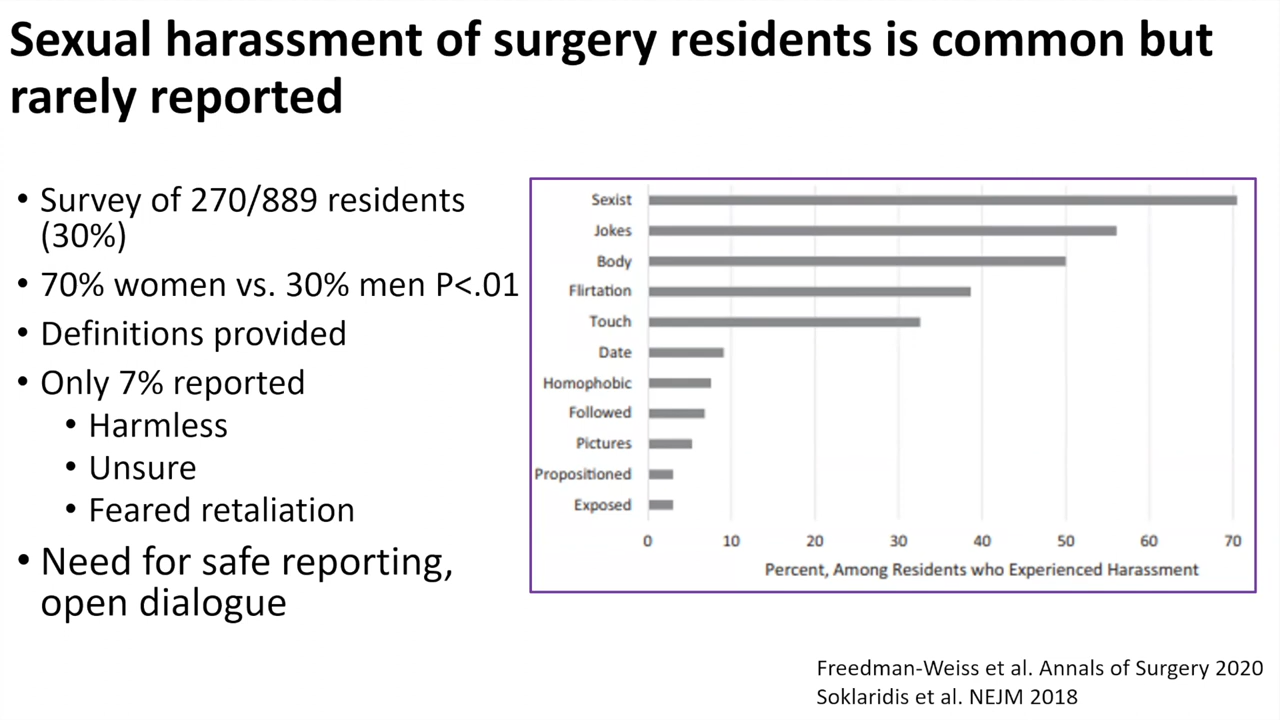 Sexual harassment of surgery residents is common but
rarely reported
• Survey of 270/889 residents
(30%)
• 70% women vs. 30% men P<.01
• Definitions provided
• Only 7% reported
• Harmless
• Unsure
• Feared retaliation
• Need for safe reporting,
open dialogue
Sexist
Jokes
Body
Flirtation
Touch
Date
Homophobic
Followed
Pictures
Propositioned
Exposed
0 10 20 30 40 50 60 70
Percent, Among Residents who Experienced Harassment
Freedman-Weiss et al. Annals of Surgery 2020
Soklaridis et al. NEJM 2018